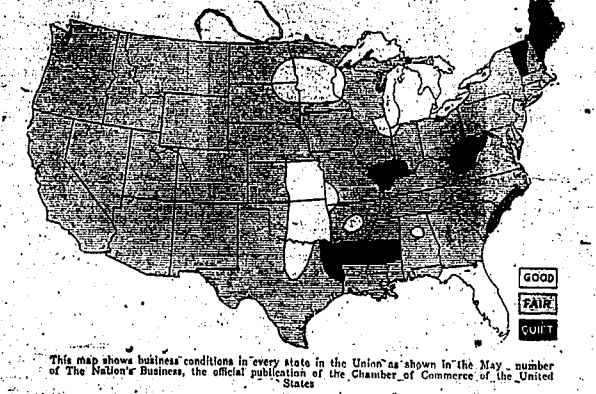 GOOD
FAIR
QUIET
This map shows business conditions in every state in the Union as shown in the May number
of The Nation's Business, the official publication of the Chamber of Commerce of the United
States